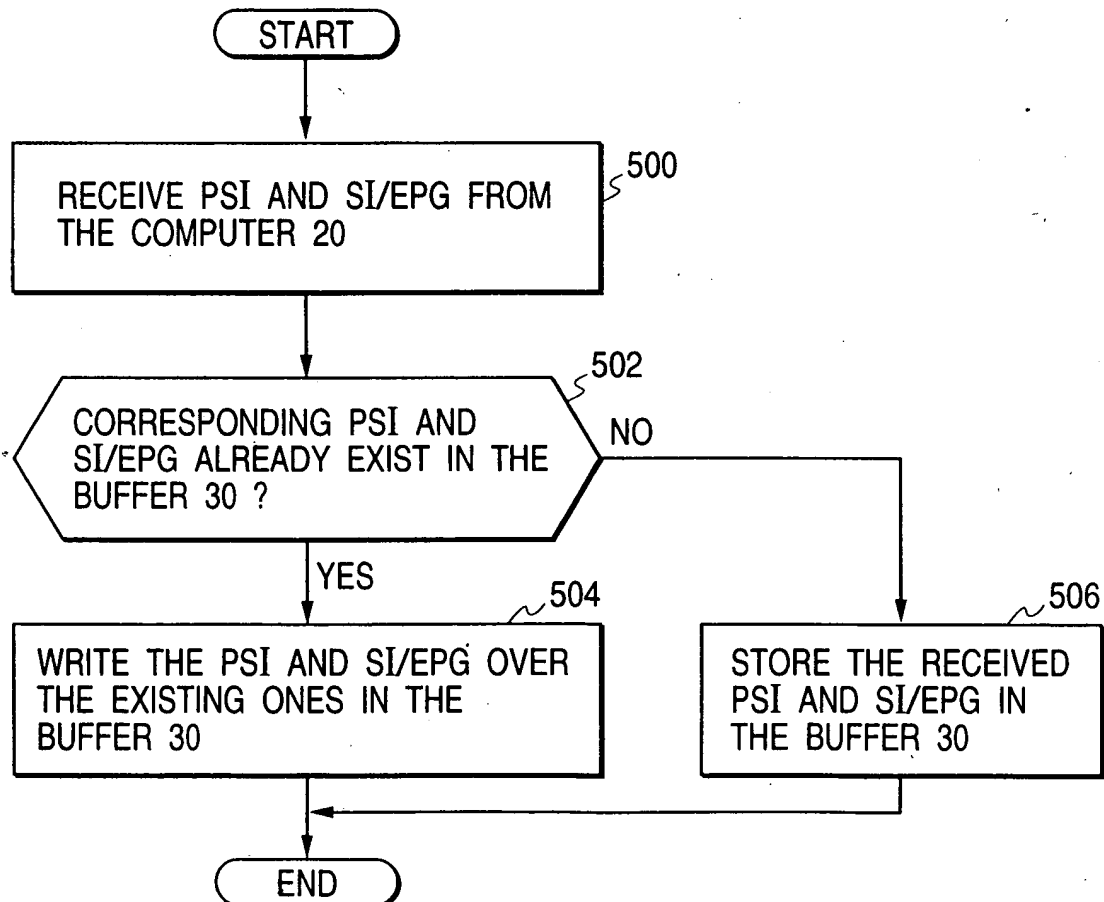 START
500
RECEIVE PSI AND SI/EPG FROM
THE COMPUTER 20
502
CORRESPONDING PSI AND
SI/EPG ALREADY EXIST IN THE
BUFFER 30 ?
NO
YES
504
WRITE THE PSI AND SI/EPG OVER
THE EXISTING ONES IN THE
BUFFER 30
506
STORE THE RECEIVED
PSI AND SI/EPG IN
THE BUFFER 30
END